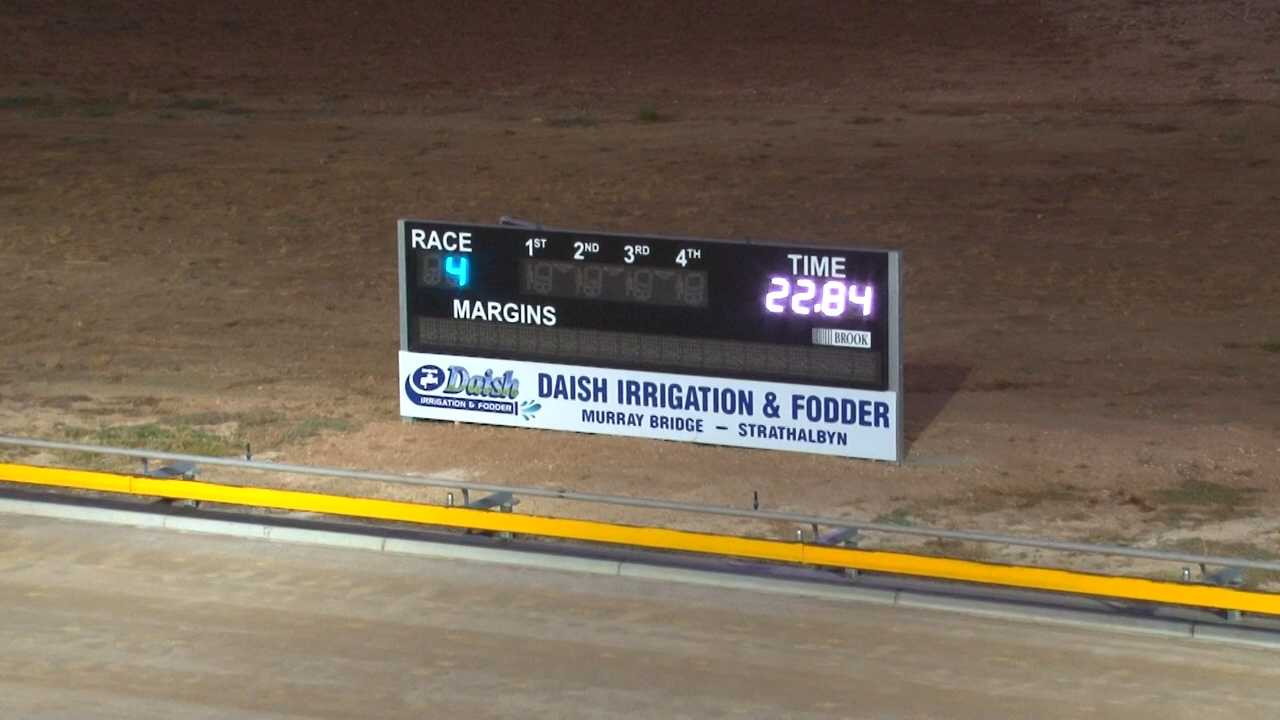 RACE 1ST 2ND 3RD 4TH TIME
4 22.84
MARGINS
BROOK
Daish
IRRIGATION & FODDER
DAISH IRRIGATION & FODDER
MURRAY BRIDGE – STRATHALBYN